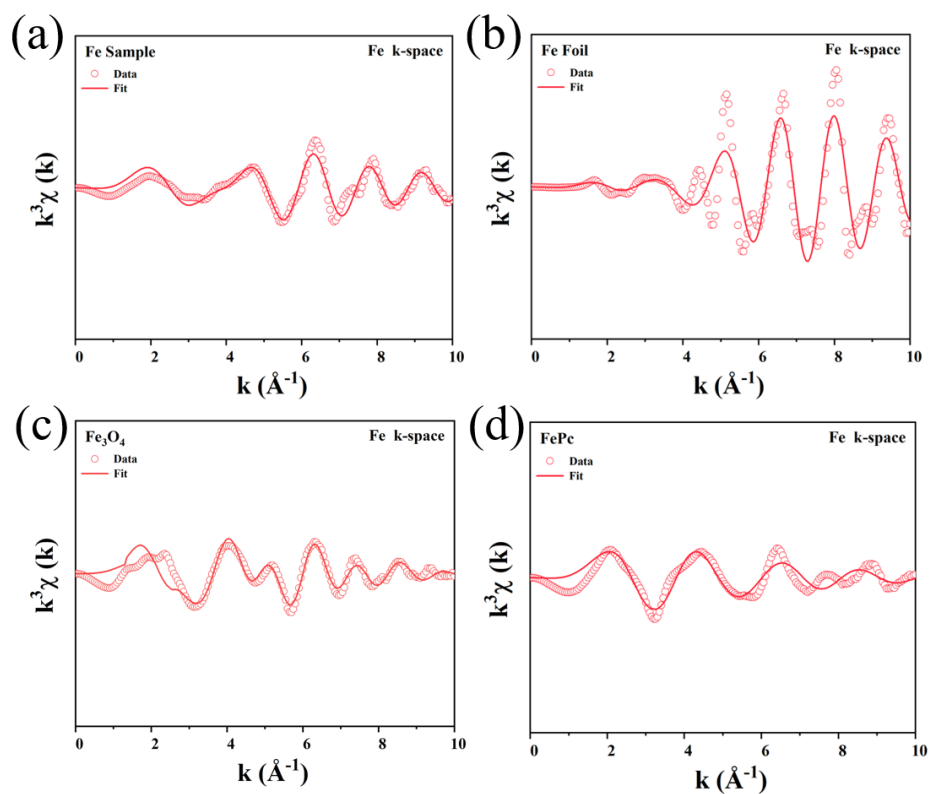 (a)
Fe Sample Fe k-space
Data
Fit
k³χ (k)
0 2 4 6 8 10
k (Å⁻¹)
(b)
Fe Foil Fe k-space
Data
Fit
k³χ (k)
0 2 4 6 8 10
k (Å⁻¹)
(c)
Fe₃O₄ Fe k-space
Data
Fit
k³χ (k)
0 2 4 6 8 10
k (Å⁻¹)
(d)
FePc Fe k-space
Data
Fit
k³χ (k)
0 2 4 6 8 10
k (Å⁻¹)